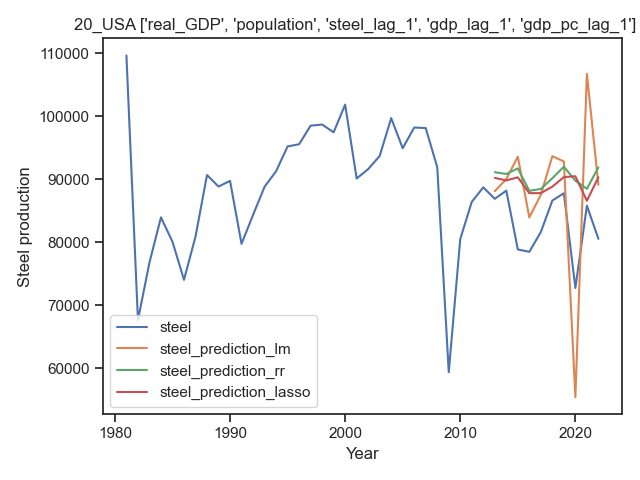 20_USA ['real_GDP', 'population', 'steel_lag_1', 'gdp_lag_1', 'gdp_pc_lag_1']
Steel production
110000
100000
90000
80000
70000
60000
steel
steel_prediction_lm
steel_prediction_rr
steel_prediction_lasso
1980 1990 2000 2010 2020
Year